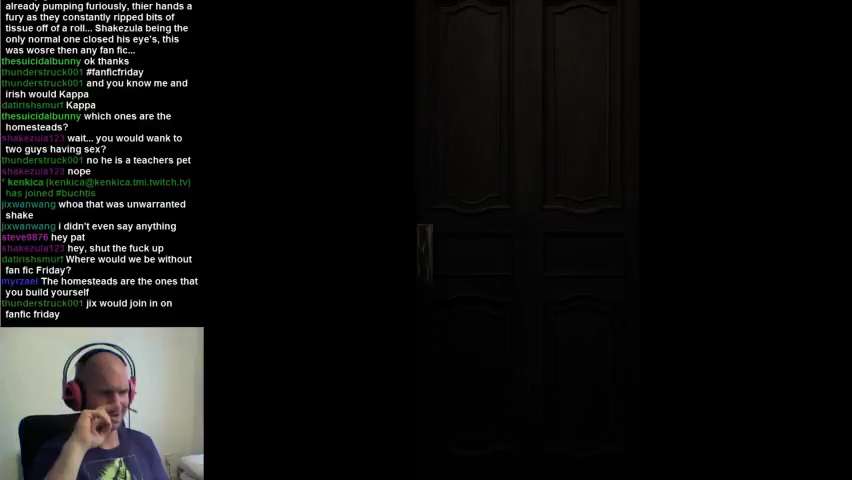 already pumping furiously, thier hands a
fury as they constantly ripped bits of
tissue off of a roll... Shakezula being the
only normal one closed his eye's, this
was wosre then any fan fic...
thesuicidalbunny ok thanks
thunderstruck001 #fanficfriday
thunderstruck001 and you know me and
irish would Kappa
datirishsmurf Kappa
thesuicidalbunny which ones are the
homesteads?
shakezula123 wait... you would wank to
two guys having sex?
thunderstruck001 no he is a teachers pet
shakezula123 nope
* kenkica (kenkica@kenkica.tmi.twitch.tv)
has joined #buchtis
jixwanwang whoa that was unwarranted
shake
jixwanwang i didn't even say anything
steve9876 hey pat
shakezula123 hey, shut the fuck up
datirishsmurf Where would we be without
fan fic Friday?
myrzael The homesteads are the ones that
you build yourself
thunderstruck001 jix would join in on
fanfic friday